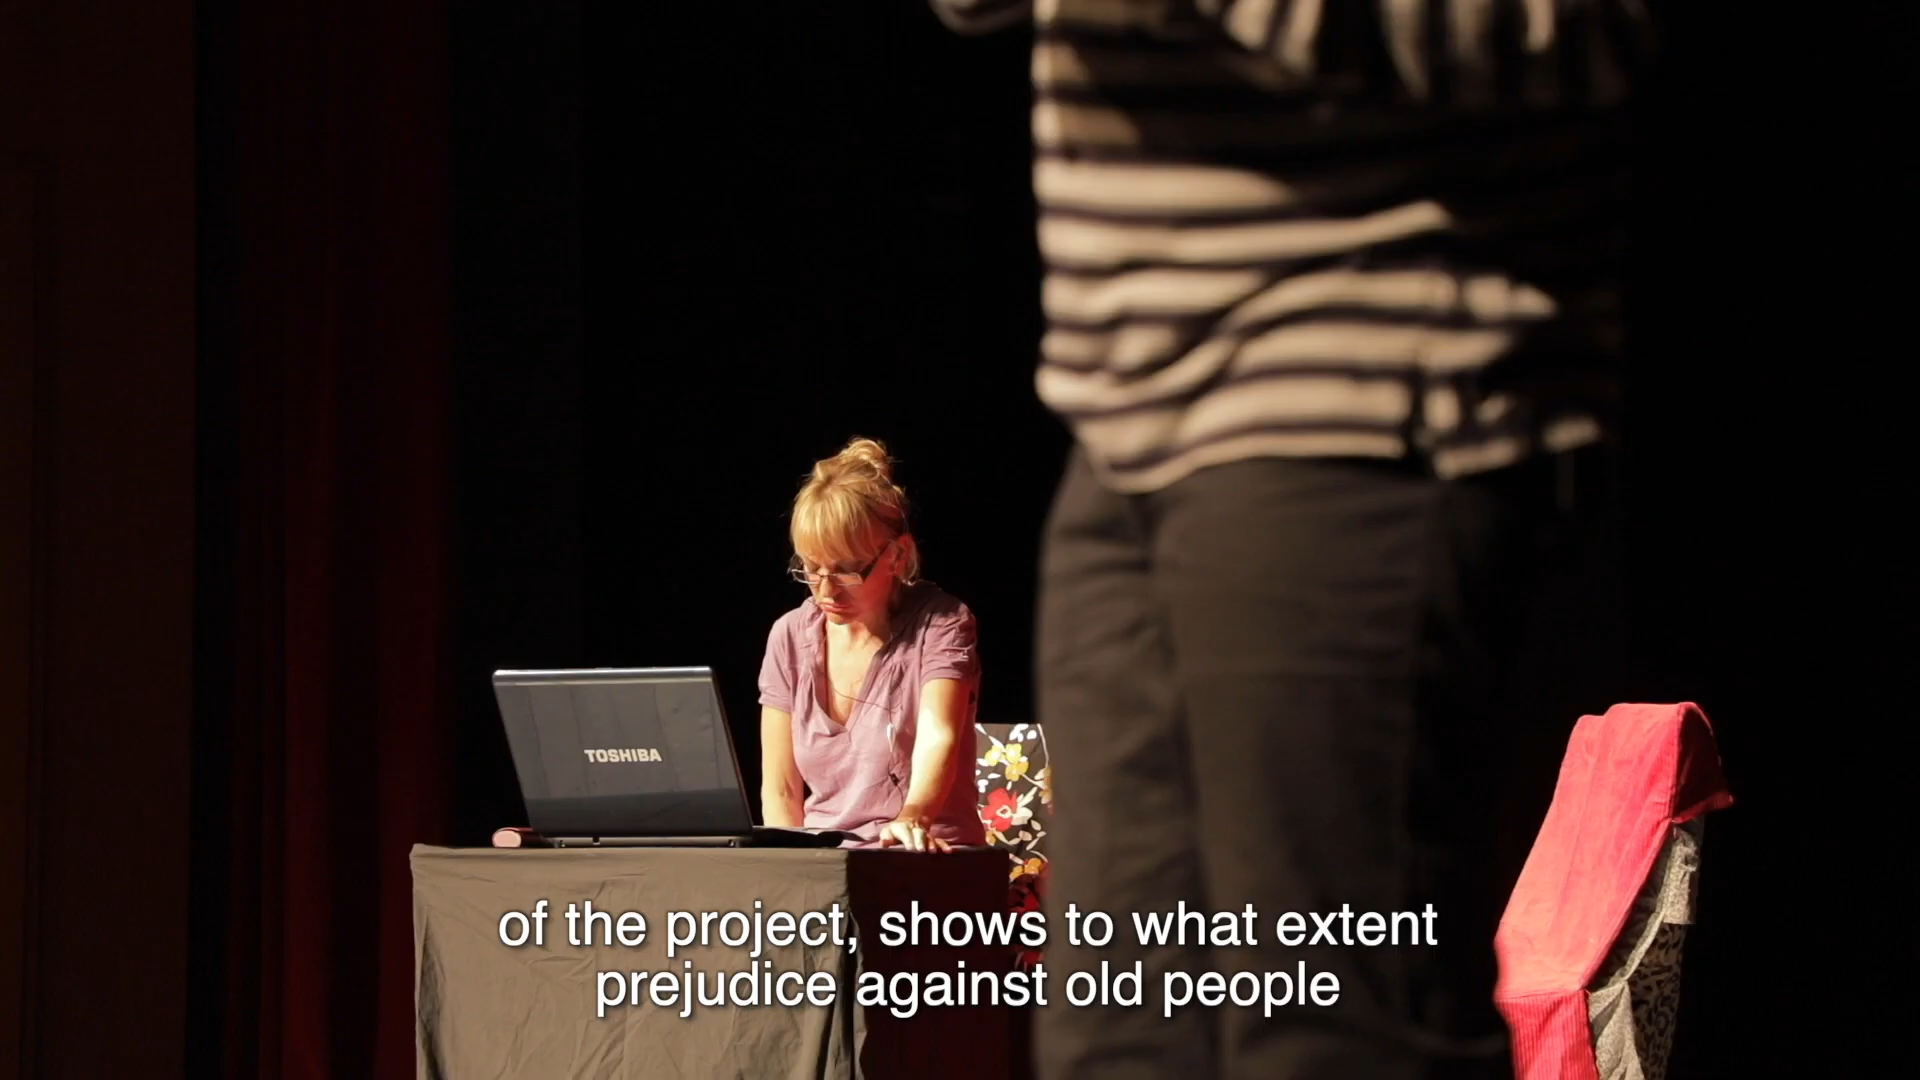 TOSHIBA
of the project, shows to what extent
prejudice against old people